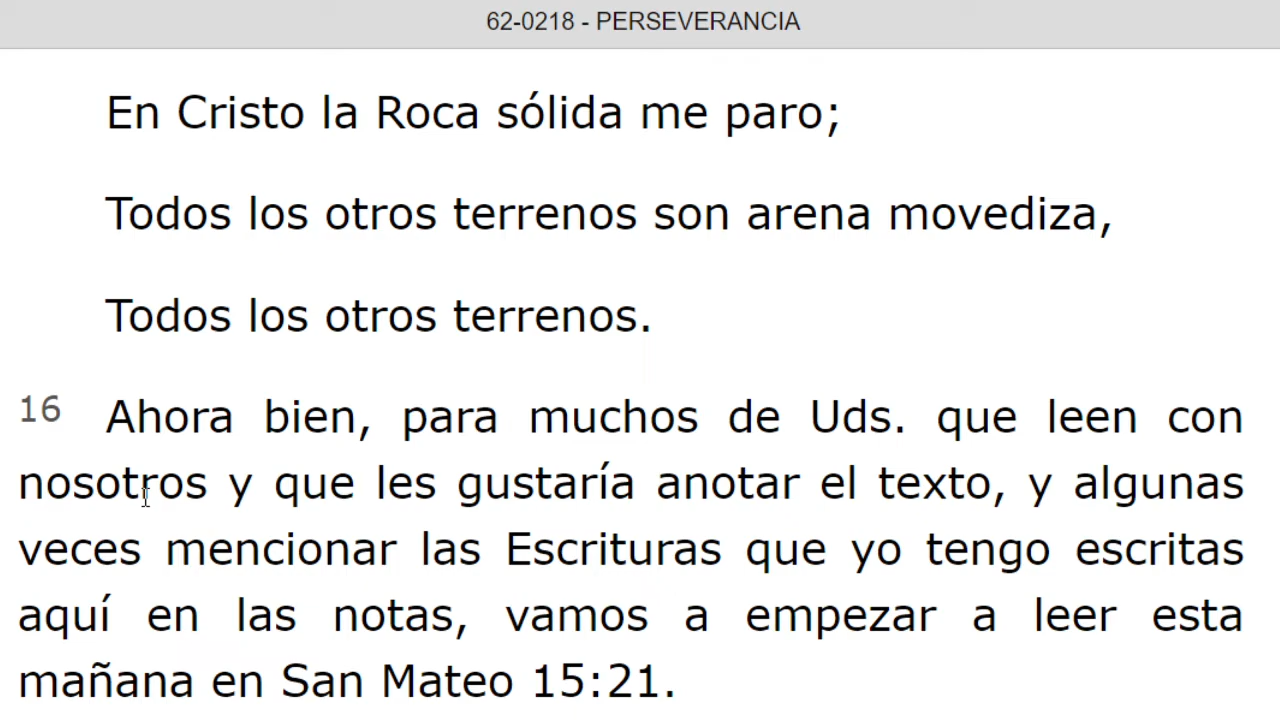 62-0218 - PERSEVERANCIA
En Cristo la Roca sólida me paro;
Todos los otros terrenos son arena movediza,
Todos los otros terrenos.
16 Ahora bien, para muchos de Uds. que leen con
nosotros y que les gustaría anotar el texto, y algunas
veces mencionar las Escrituras que yo tengo escritas
aquí en las notas, vamos a empezar a leer esta
mañana en San Mateo 15:21.